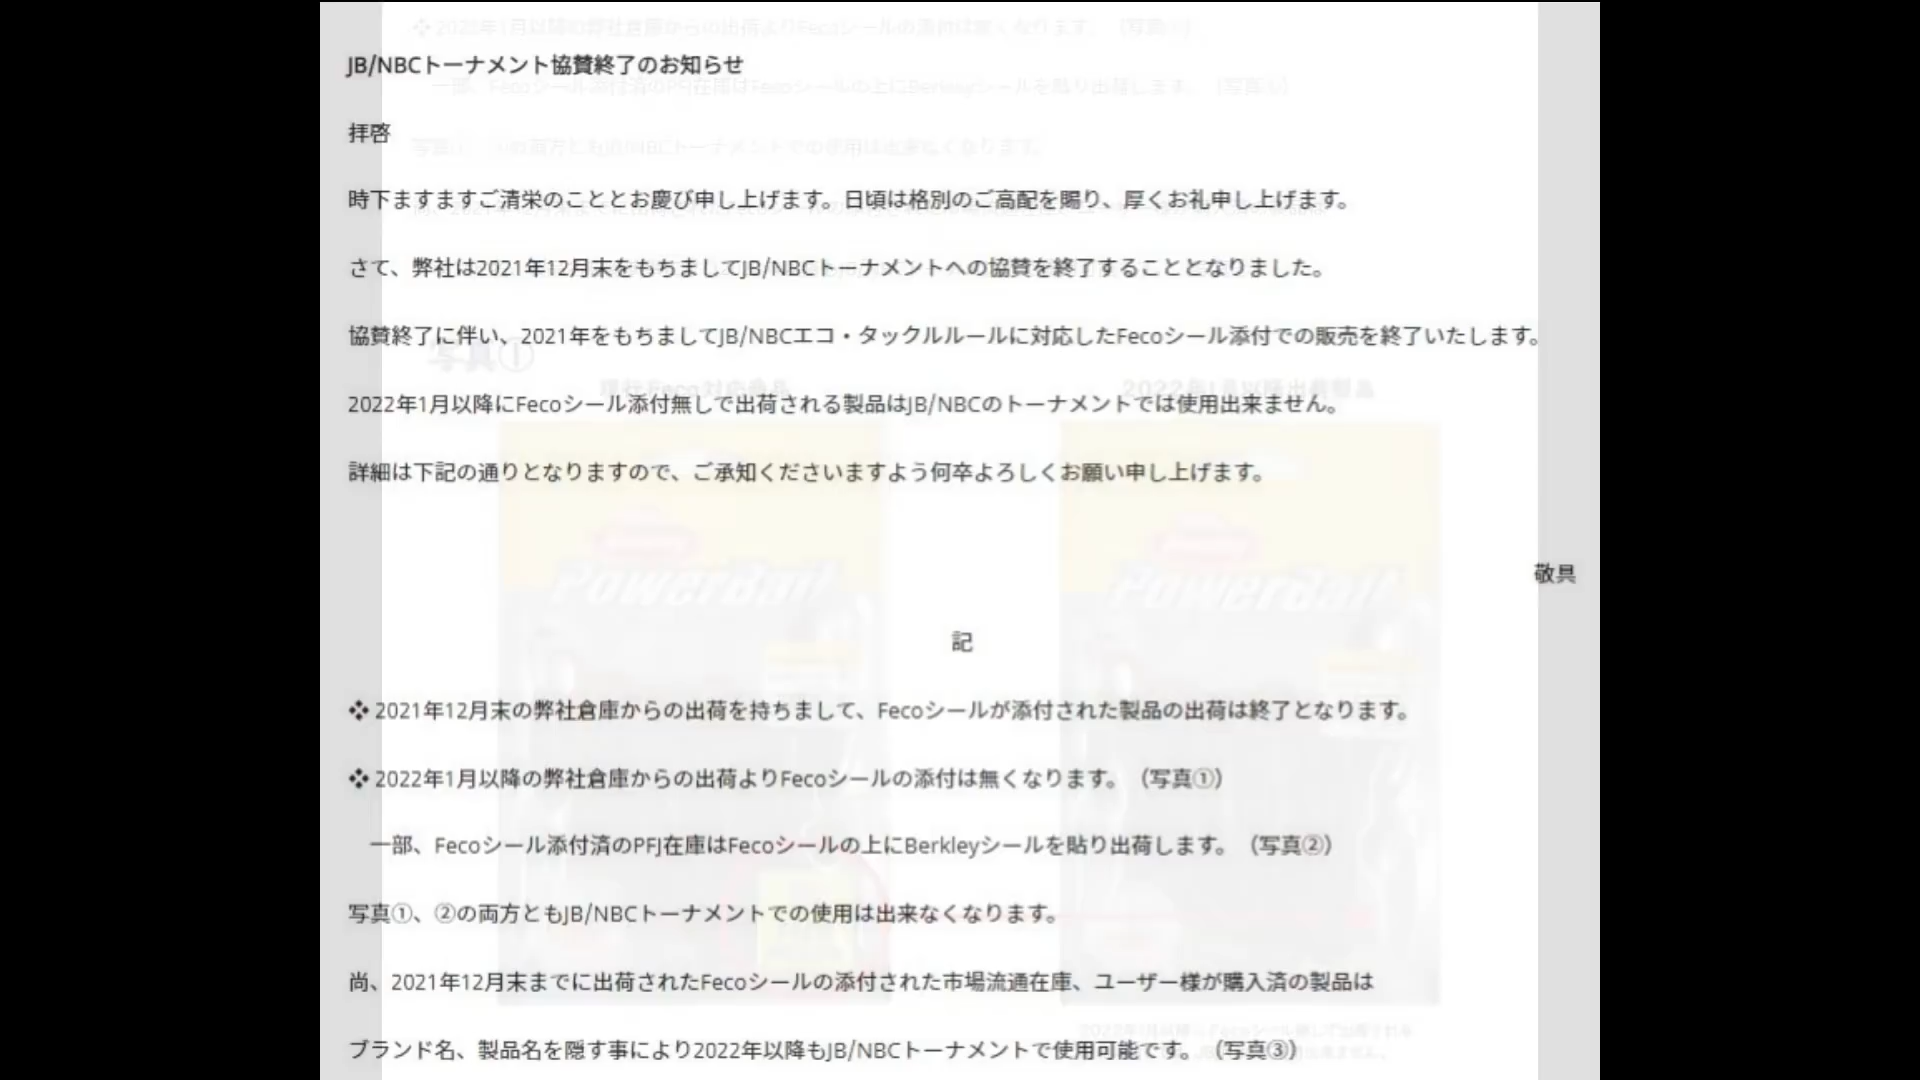 JB/NBCトーナメント協賛終了のお知らせ
拝啓
時下ますますご清栄のこととお慶び申し上げます。日頃は格別のご高配を賜り、厚くお礼申し上げます。
さて、弊社は2021年12月末をもちましてJB/NBCトーナメントへの協賛を終了することとなりました。
協賛終了に伴い、2021年をもちましてJB/NBCエコ・タックルルールに対応したFecoシール添付での販売を終了いたします。
2022年1月以降にFecoシール添付無しで出荷される製品はJB/NBCのトーナメントでは使用出来ません。
詳細は下記の通りとなりますので、ご承知くださいますよう何卒よろしくお願い申し上げます。
敬具
記
❖ 2021年12月末の弊社倉庫からの出荷を持ちまして、Fecoシールが添付された製品の出荷は終了となります。
❖ 2022年1月以降の弊社倉庫からの出荷よりFecoシールの添付は無くなります。（写真①）
一部、Fecoシール添付済のPFJ在庫はFecoシールの上にBerkleyシールを貼り出荷します。（写真②）
写真①、②の両方ともJB/NBCトーナメントでの使用は出来なくなります。
尚、2021年12月末までに出荷されたFecoシールの添付された市場流通在庫、ユーザー様が購入済の製品は
ブランド名、製品名を隠す事により2022年以降もJB/NBCトーナメントで使用可能です。（写真③）
写真①
PowerBait
PowerBait